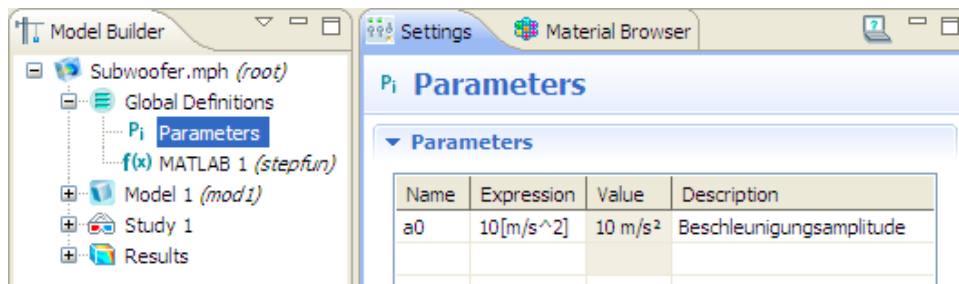 Model Builder
Subwoofer.mph (root)
Global Definitions
Pi Parameters
f(x) MATLAB 1 (stepfun)
Model 1 (mod1)
Study 1
Results
Settings Material Browser
Pi Parameters
Parameters
Name Expression Value Description
a0 10[m/s^2] 10 m/s² Beschleunigungsamplitude